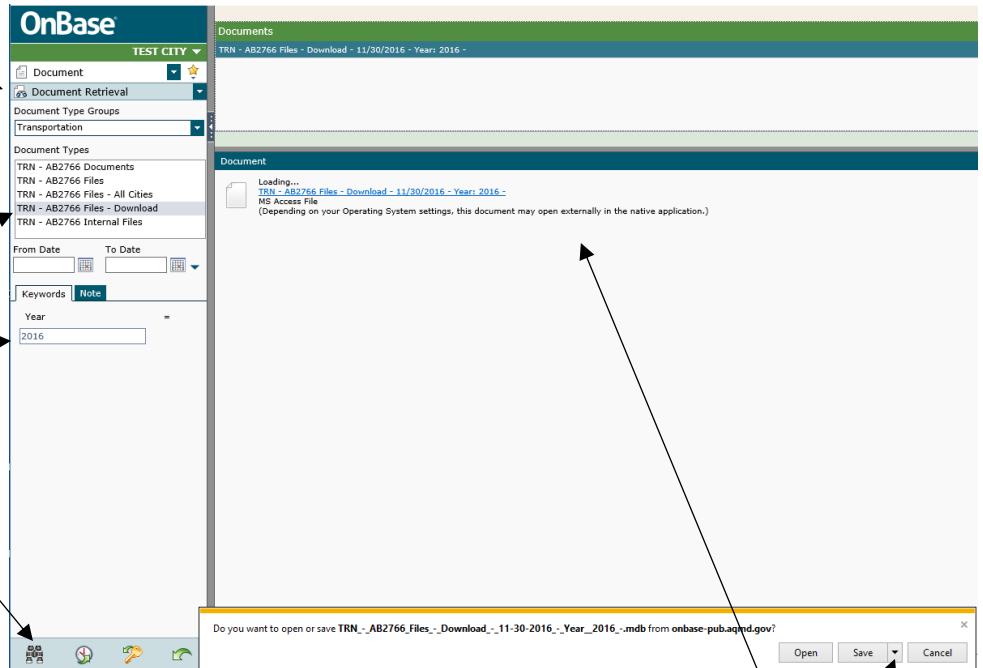 OnBase®
TEST CITY
Document
Document Retrieval
Document Type Groups
Transportation
Document Types
TRN - AB2766 Documents
TRN - AB2766 Files
TRN - AB2766 Files - All Cities
TRN - AB2766 Files - Download
TRN - AB2766 Internal Files
From Date To Date
Keywords Note
Year =
2016
Documents
TRN - AB2766 Files - Download - 11/30/2016 - Year: 2016 -
Document
Loading...
TRN - AB2766 Files - Download - 11/30/2016 - Year: 2016 -
MS Access File
(Depending on your Operating System settings, this document may open externally in the native application.)
Do you want to open or save TRN_-_AB2766_Files_-_Download_-_11-30-2016_-_Year__2016_-.mdb from onbase-pub.aqmd.gov?
Open Save Cancel